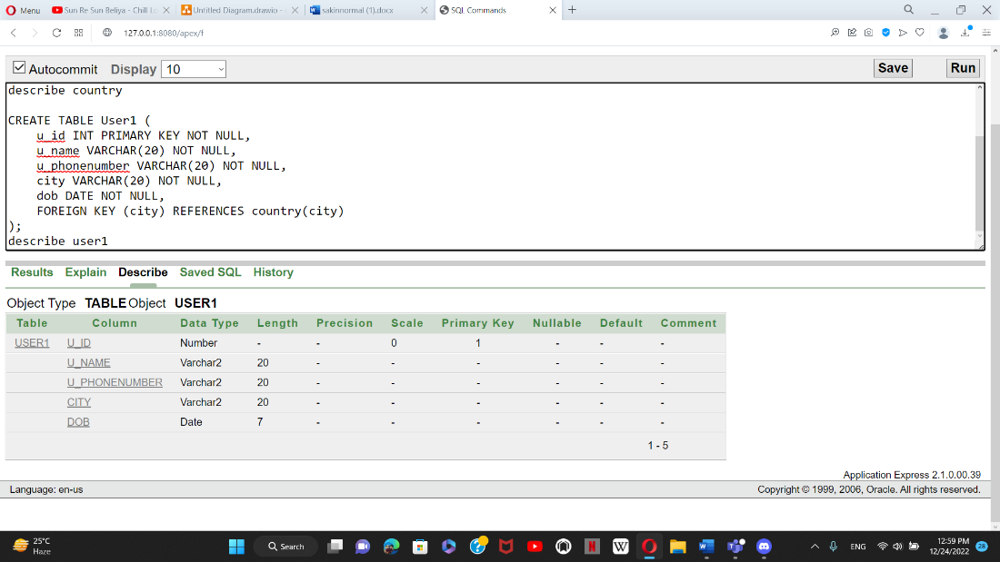 Menu
Sun Re Sun Beliya - Chill Lo
Untitled Diagram.drawio -
sakinnormal (1).docx
SQL Commands
127.0.0.1:8080/apex/f
Autocommit Display 10 Save Run
describe country
CREATE TABLE User1 (
u_id INT PRIMARY KEY NOT NULL,
u_name VARCHAR(20) NOT NULL,
u_phonenumber VARCHAR(20) NOT NULL,
city VARCHAR(20) NOT NULL,
dob DATE NOT NULL,
FOREIGN KEY (city) REFERENCES country(city)
);
describe user1
Results Explain Describe Saved SQL History
Object Type TABLE Object USER1
Table Column Data Type Length Precision Scale Primary Key Nullable Default Comment
USER1 U_ID Number - - 0 1 - - -
U_NAME Varchar2 20 - - - - - -
U_PHONENUMBER Varchar2 20 - - - - - -
CITY Varchar2 20 - - - - - -
DOB Date 7 - - - - - -
1 - 5
Application Express 2.1.0.00.39
Language: en-us Copyright © 1999, 2006, Oracle. All rights reserved.
25°C
Haze
Search
ENG
12:59 PM
12/24/2022
28